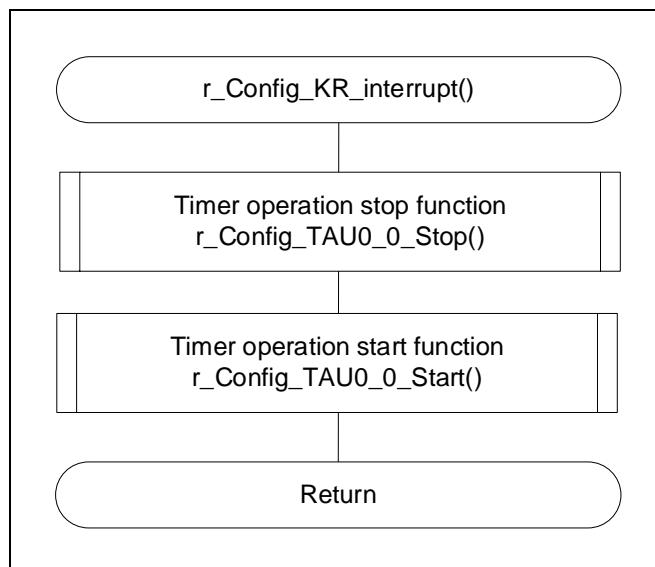 r_Config_KR_interrupt()
Timer operation stop function
r_Config_TAU0_0_Stop()
Timer operation start function
r_Config_TAU0_0_Start()
Return